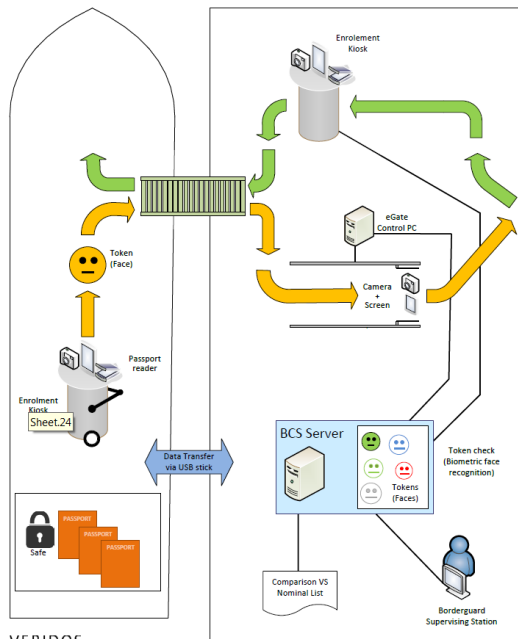 Enrolement
Kiosk
eGate
Control PC
Token
(Face)
Camera
+
Screen
Passport
reader
Enrolment
Kiosk
Sheet.24
BCS Server
Tokens
(Faces)
Token check
(Biometric face
recognition)
Data Transfer
via USB stick
Safe
PASSPORT
PASSPORT
PASSPORT
Comparison VS
Nominal List
Borderguard
Supervising Station
VERIDOS